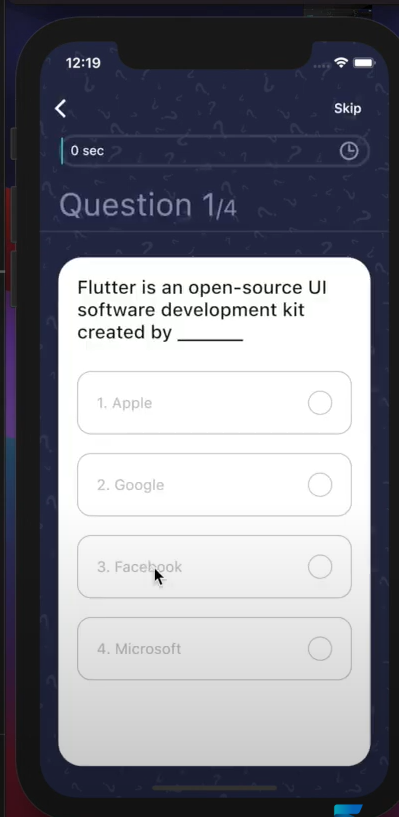 12:19
Skip
0 sec
Question 1/4
Flutter is an open-source UI
software development kit
created by ______
1. Apple
2. Google
3. Facebook
4. Microsoft